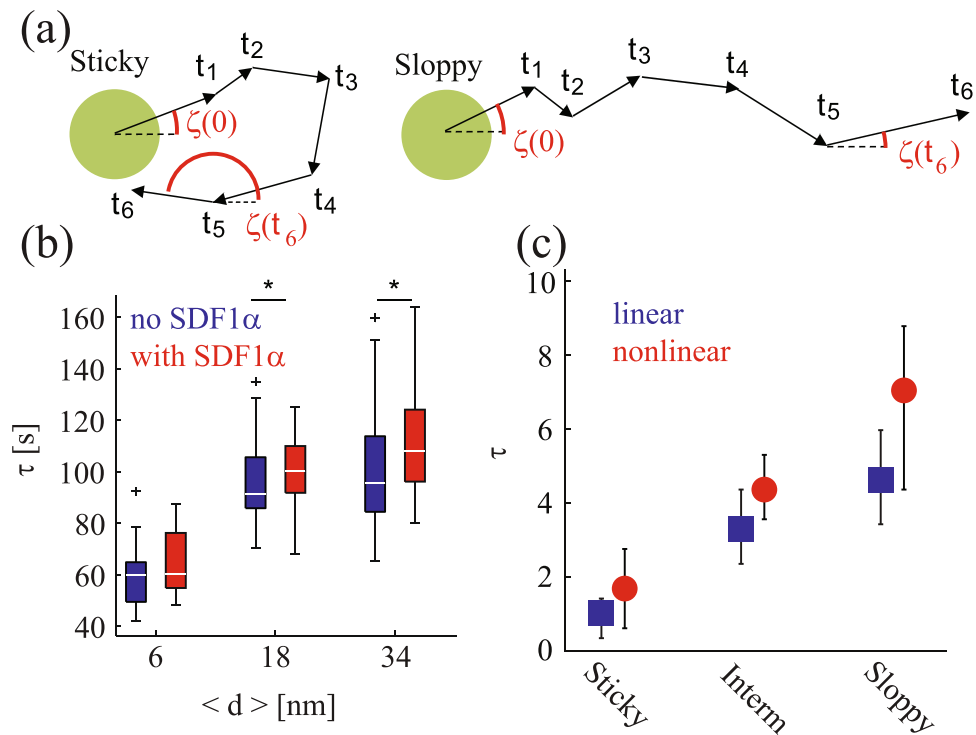 (a)
Sticky
t1
t2
t3
ζ(0)
t4
t5
t6
ζ(t6)
Sloppy
t1
t2
t3
t4
t5
t6
ζ(0)
ζ(t6)
(b)
no SDF1α
with SDF1α
*
*
160
140
120
100
80
60
40
τ [s]
6
18
34
< d > [nm]
(c)
linear
nonlinear
10
8
6
4
2
0
τ
Sticky
Interm
Sloppy